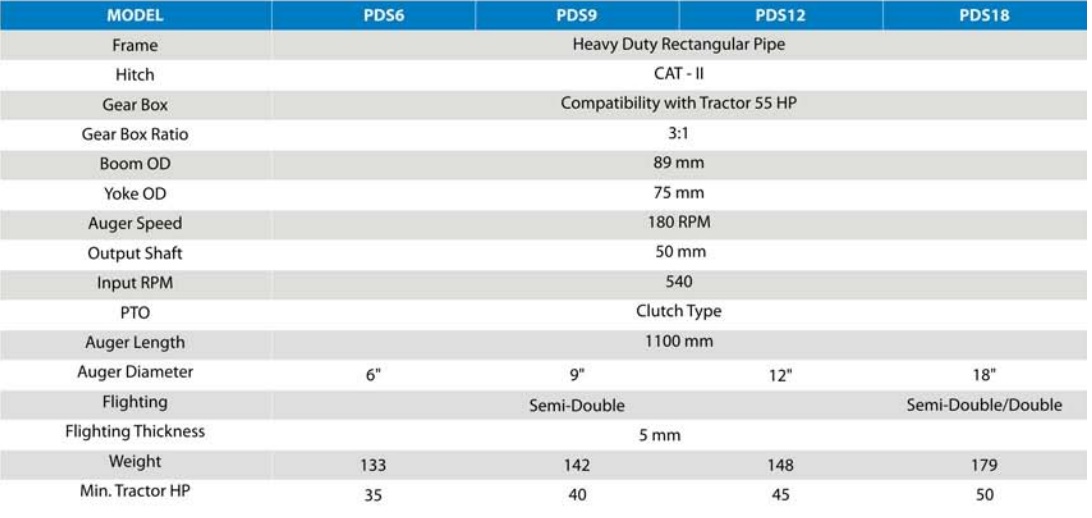 MODEL PDS6 PDS9 PDS12 PDS18
Frame Heavy Duty Rectangular Pipe
Hitch CAT - II
Gear Box Compatibility with Tractor 55 HP
Gear Box Ratio 3:1
Boom OD 89 mm
Yoke OD 75 mm
Auger Speed 180 RPM
Output Shaft 50 mm
Input RPM 540
PTO Clutch Type
Auger Length 1100 mm
Auger Diameter 6" 9" 12" 18"
Flighting Semi-Double Semi-Double/Double
Flighting Thickness 5 mm
Weight 133 142 148 179
Min. Tractor HP 35 40 45 50